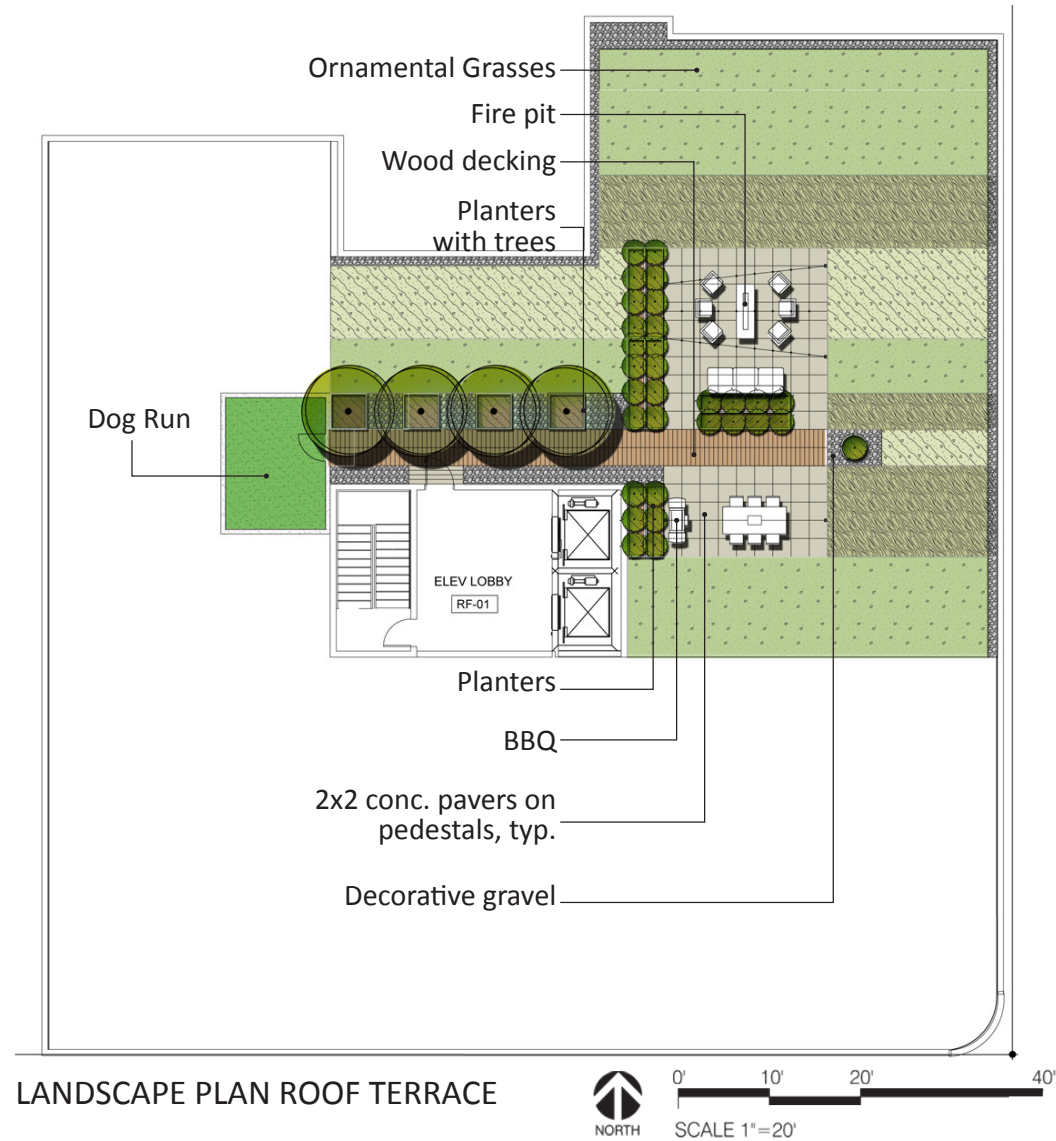 Ornamental Grasses
Fire pit
Wood decking
Planters
with trees
Dog Run
ELEV LOBBY
RF-01
Planters
BBQ
2x2 conc. pavers on
pedestals, typ.
Decorative gravel
LANDSCAPE PLAN ROOF TERRACE
NORTH
0' 10' 20' 40'
SCALE 1"=20'